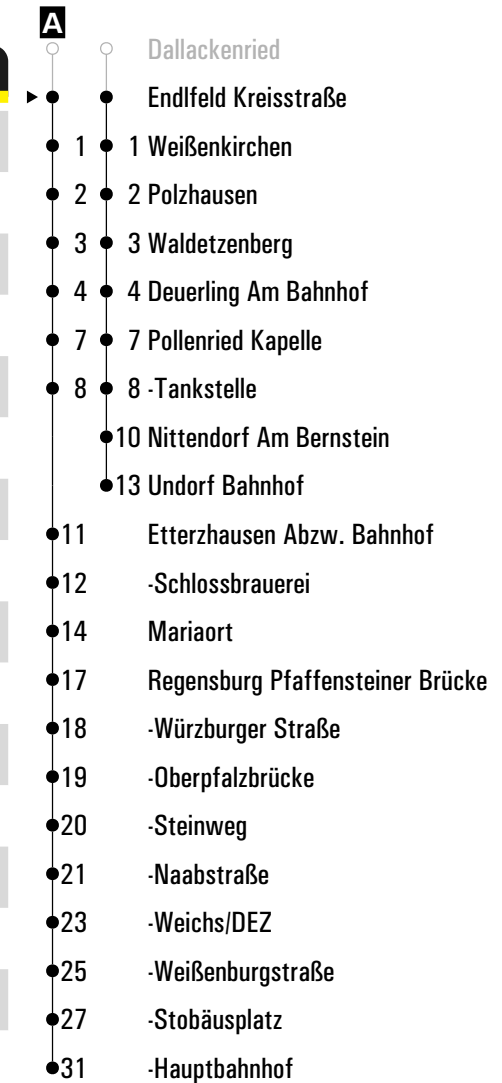 A
Dallackenried
Endlfeld Kreisstraße
1 1 Weißenkirchen
2 2 Polzhausen
3 3 Waldetzenberg
4 4 Deuerling Am Bahnhof
7 7 Pollenried Kapelle
8 8 -Tankstelle
10 Nittendorf Am Bernstein
13 Undorf Bahnhof
11 Etterzhausen Abzw. Bahnhof
12 -Schlossbrauerei
14 Mariaort
17 Regensburg Pfaffensteiner Brücke
18 -Würzburger Straße
19 -Oberpfalzbrücke
20 -Steinweg
21 -Naabstraße
23 -Weichs/DEZ
25 -Weißenburgstraße
27 -Stobäusplatz
31 -Hauptbahnhof